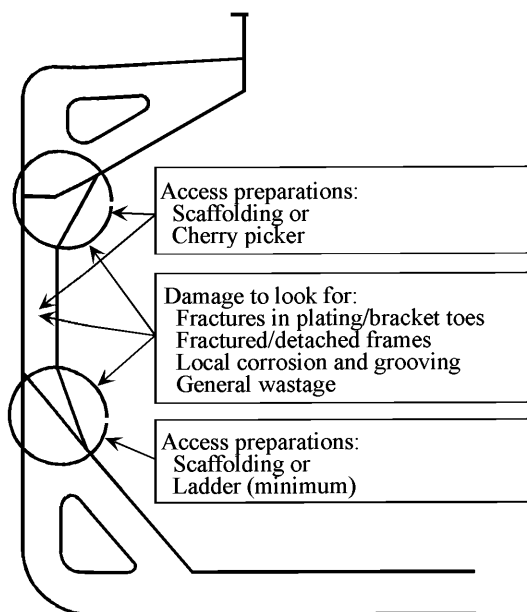 Access preparations:
Scaffolding or
Cherry picker
Damage to look for:
Fractures in plating/bracket toes
Fractured/detached frames
Local corrosion and grooving
General wastage
Access preparations:
Scaffolding or
Ladder (minimum)